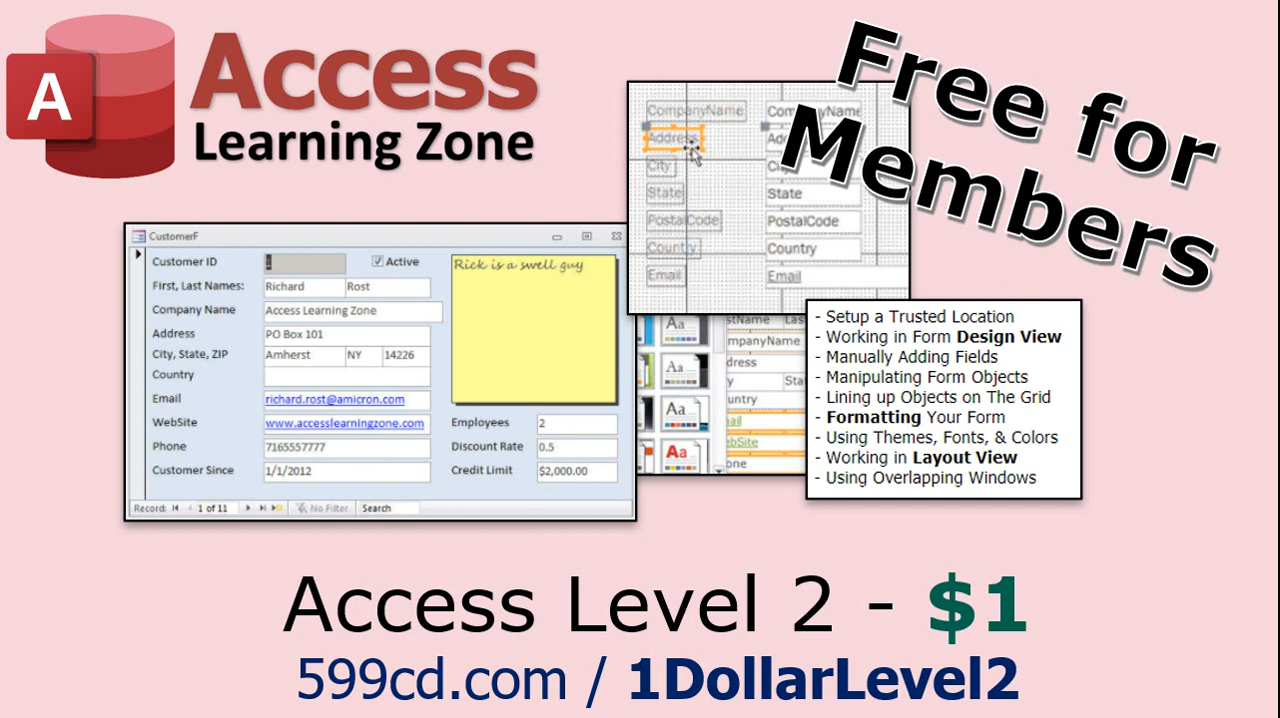 A
Access
Learning Zone
Free for
Members
CompanyName CompanyName
Address
City
State State
PostalCode PostalCode
Country Country
Email Email
CustomerF
Customer ID Active
First, Last Names: Richard Rost
Company Name Access Learning Zone
Address PO Box 101
City, State, ZIP Amherst NY 14226
Country
Email richard.rost@amicron.com
WebSite www.accesslearningzone.com
Phone 7165557777
Customer Since 1/1/2012
Rick is a swell guy
Employees 2
Discount Rate 0.5
Credit Limit $2,000.00
Record: 1 of 11 No Filter Search
Aa
Aa
Aa
Aa
- Setup a Trusted Location
- Working in Form Design View
- Manually Adding Fields
- Manipulating Form Objects
- Lining up Objects on The Grid
- Formatting Your Form
- Using Themes, Fonts, & Colors
- Working in Layout View
- Using Overlapping Windows
Access Level 2 - $1
599cd.com / 1DollarLevel2